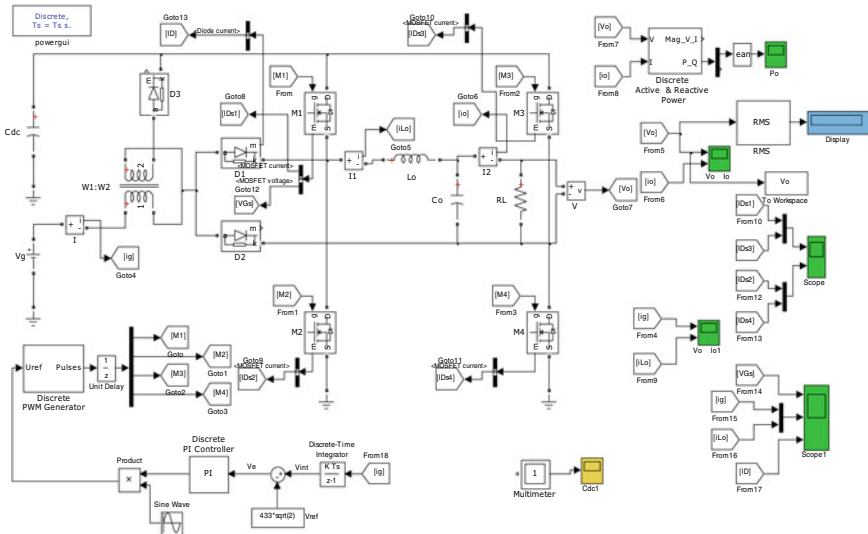 Discrete,
Ts = Ts s.
powergui
Goto13
[ID]
<Diode current>
Goto10
<MOSFET current>
[IDs3]
[Vo]
From7
[io]
From8
V
I
Mag_V_I
P_Q
Discrete
Active & Reactive
Power
ean
Po
Cdc
D3
[M1]
From
M1
g
D
m
S
Goto8
[IDs1]
Goto6
[io]
[M3]
From2
M3
g
D
m
S
[iLo]
Goto5
[Vo]
From5
RMS
RMS
Display
[io]
From6
Vo Io
Vo
To Workspace
2
W1:W2
1
a
m
k
D1
<MOSFET current>
<MOSFET voltage>
Goto12
[VGs]
+ i -
I1
+
Lo
+ i -
I2
Co
RL
+ v -
V
[Vo]
Goto7
[IDs1]
From10
[IDs3]
[IDs2]
From12
[IDs4]
From13
Scope
Vg
+ i -
I
[ig]
Goto4
a
m
k
D2
[M2]
From1
M2
g
D
m
S
[M4]
From3
M4
g
D
m
S
[ig]
From4
[iLo]
From9
Vo Io1
Uref Pulses
Discrete
PWM Generator
1
z
Unit Delay
[M1]
Goto
[M2]
Goto1
[M3]
Goto2
[M4]
Goto3
Goto9
<MOSFET current>
[IDs2]
Goto11
<MOSFET current>
[IDs4]
[VGs]
From14
[ig]
From15
[iLo]
From16
[ID]
From17
Scope1
Product
×
Discrete
PI Controller
PI
Ve
Vint
Discrete-Time
Integrator
K Ts
z-1
From18
[ig]
Sine Wave
433*sqrt(2)
Vref
1
Multimeter
Cdc1